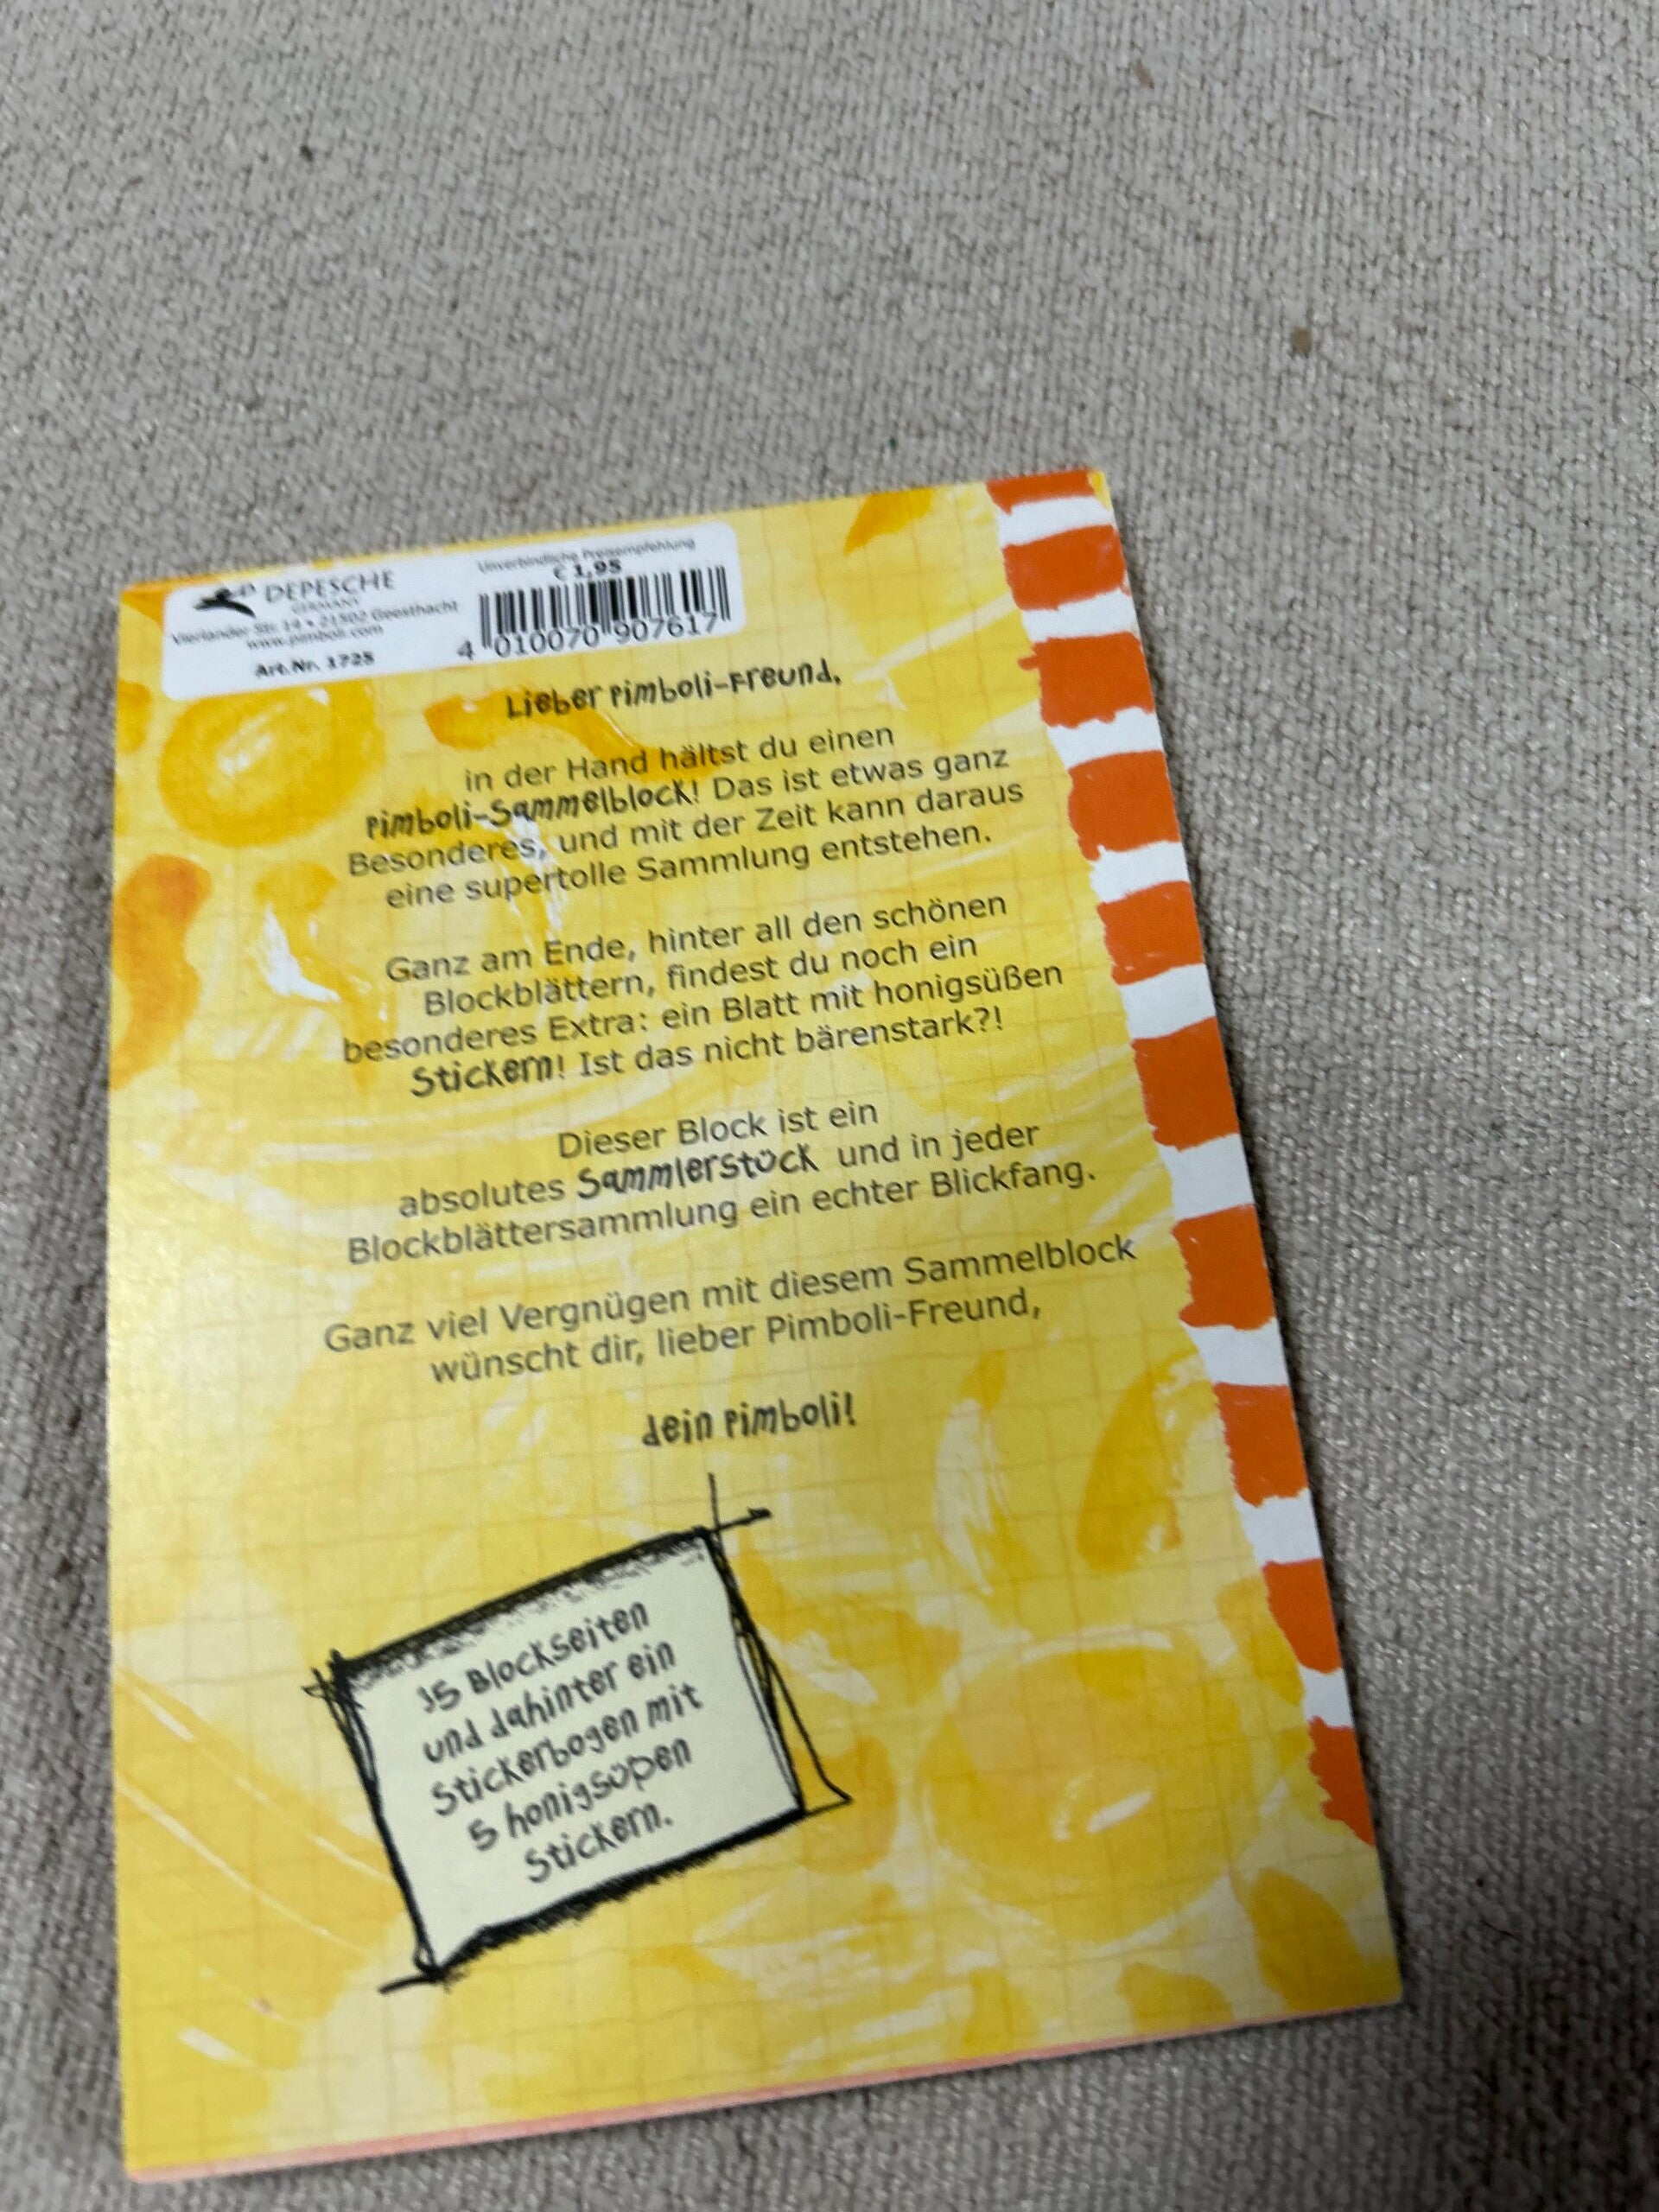 DEPESCHE
GERMANY
Vierlander Str. 14 • 21502 Geesthacht
www.pimboli.com
Art.Nr. 1725
Unverbindliche Preisempfehlung
€ 1,95
4 010070 907617
Lieber Pimboli-Freund,
in der Hand hältst du einen
Pimboli-Sammelblock! Das ist etwas ganz
Besonderes, und mit der Zeit kann daraus
eine supertolle Sammlung entstehen.
Ganz am Ende, hinter all den schönen
Blockblättern, findest du noch ein
besonderes Extra: ein Blatt mit honigsüßen
Stickern! Ist das nicht bärenstark?!
Dieser Block ist ein
absolutes Sammlerstück und in jeder
Blockblättersammlung ein echter Blickfang.
Ganz viel Vergnügen mit diesem Sammelblock
wünscht dir, lieber Pimboli-Freund,
dein Pimboli!
15 Blockseiten
und dahinter ein
Stickerbogen mit
5 honigsüßen
Stickern.